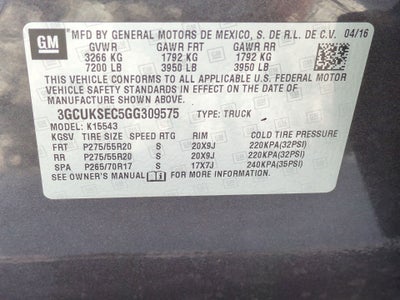 GM
MFD BY GENERAL MOTORS DE MEXICO, S. DE R.L. DE C.V. 04/16
GVWR GAWR FRT GAWR RR
3266 KG 1792 KG 1792 KG
7200 LB 3950 LB 3950 LB
THIS VEHICLE CONFORMS TO ALL APPLICABLE U.S. FEDERAL MOTOR
VEHICLE SAFETY STANDARDS IN EFFECT ON THE DATE OF
MANUFACTURE SHOWN ABOVE.
3GCUKSEC5GG309575 TYPE: TRUCK
MODEL: K15543
KGSV TIRE SIZE SPEED RTG RIM COLD TIRE PRESSURE
FRT P275/55R20 S 20X9J 220KPA(32PSI)
RR P275/55R20 S 20X9J 220KPA(32PSI)
SPA P265/70R17 S 17X7J 240KPA(35PSI)
SEE OWNER'S MANUAL FOR MORE INFORMATION.